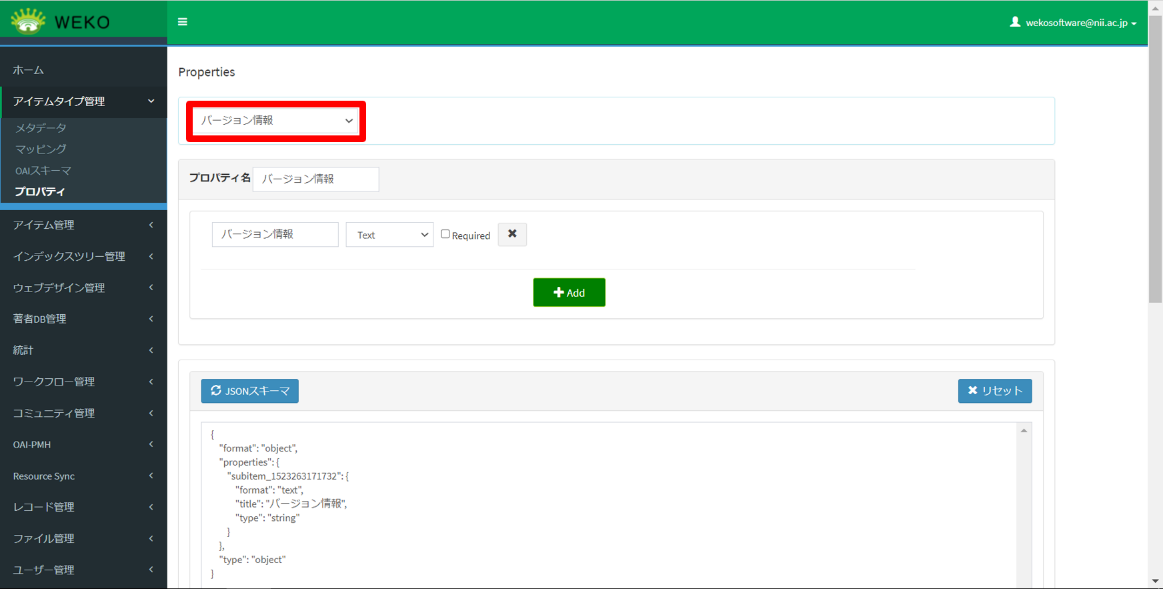 WEKO
wekosoftware@nii.ac.jp
ホーム
アイテムタイプ管理
メタデータ
マッピング
OAIスキーマ
プロパティ
アイテム管理
インデックスツリー管理
ウェブデザイン管理
著者DB管理
統計
ワークフロー管理
コミュニティ管理
OAI-PMH
Resource Sync
レコード管理
ファイル管理
ユーザー管理
Properties
バージョン情報
プロパティ名 バージョン情報
バージョン情報 Text Required
Add
JSONスキーマ リセット
{
"format": "object",
"properties": {
"subitem_1523263171732": {
"format": "text",
"title": "バージョン情報",
"type": "string"
}
},
"type": "object"
}